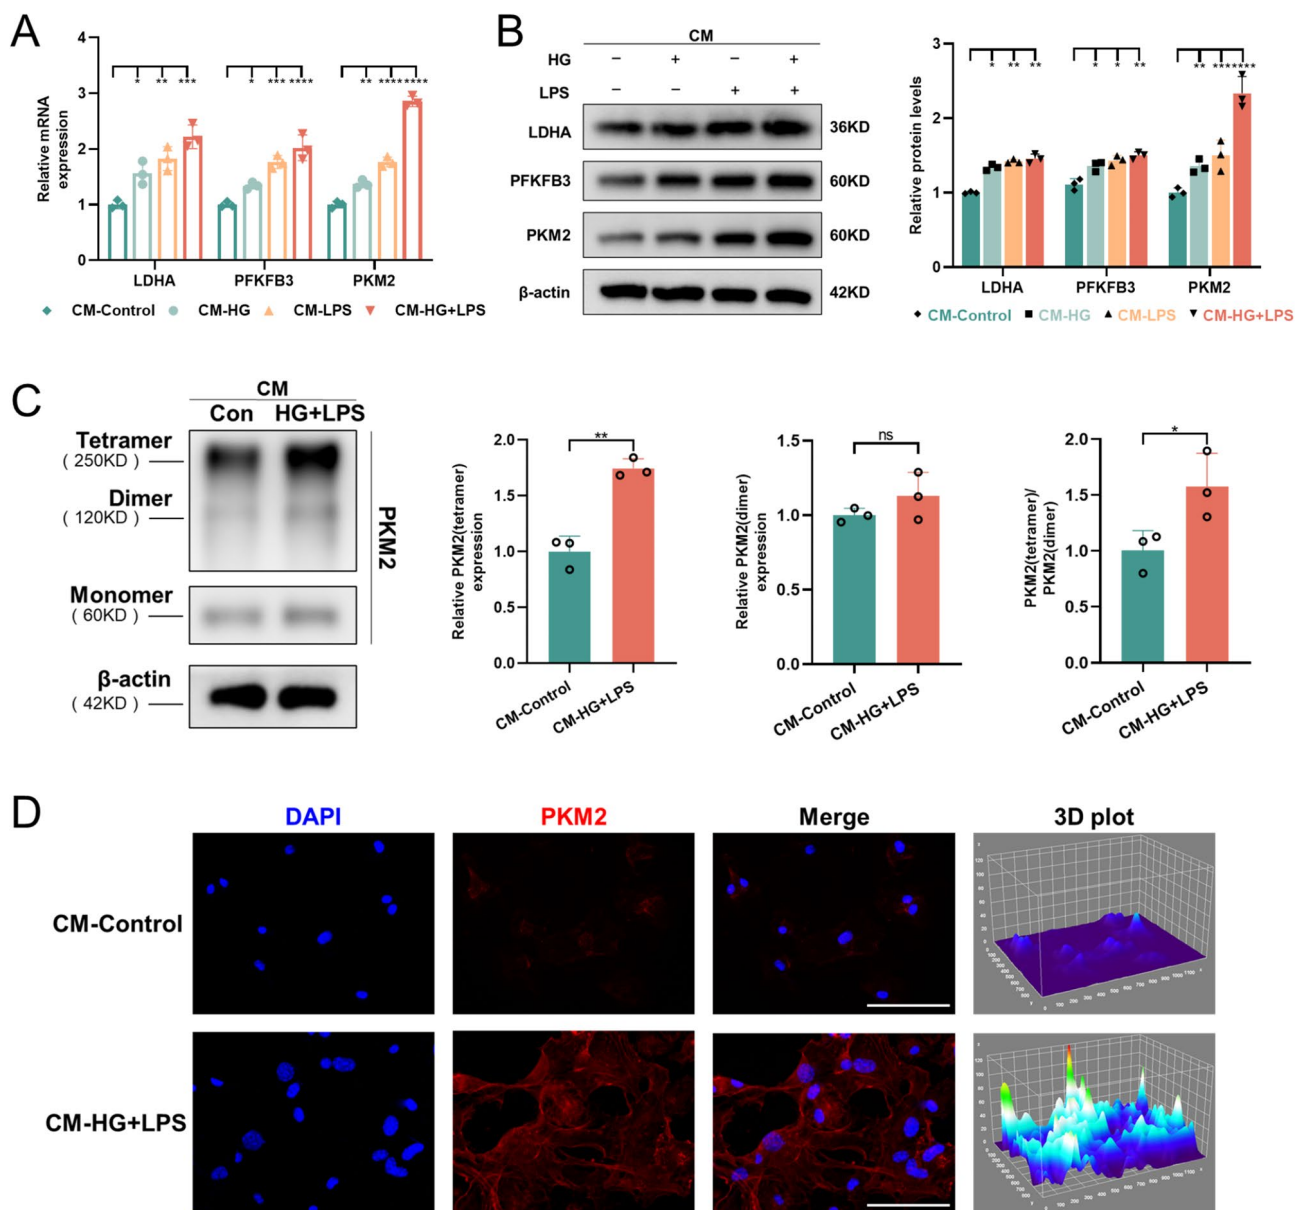 A
Relative mRNA
expression
4
3
2
1
0
* ** ***
* *** ****
** **** ****
LDHA PFKFB3 PKM2
CM-Control CM-HG CM-LPS CM-HG+LPS
B
CM
HG − + − +
LPS − − + +
LDHA 36KD
PFKFB3 60KD
PKM2 60KD
β-actin 42KD
Relative protein levels
3
2
1
0
* ** **
* * **
** *** ****
LDHA PFKFB3 PKM2
CM-Control CM-HG CM-LPS CM-HG+LPS
C
CM
Con HG+LPS
Tetramer
( 250KD )
Dimer
( 120KD )
Monomer
( 60KD )
β-actin
( 42KD )
PKM2
Relative PKM2(tetramer)
expression
2.0
1.5
1.0
0.5
0.0
**
CM-Control
CM-HG+LPS
Relative PKM2(dimer)
expression
1.5
1.0
0.5
0.0
ns
CM-Control
CM-HG+LPS
PKM2(tetramer)/
PKM2(dimer)
2.0
1.5
1.0
0.5
0.0
*
CM-Control
CM-HG+LPS
D
DAPI PKM2 Merge 3D plot
CM-Control
CM-HG+LPS